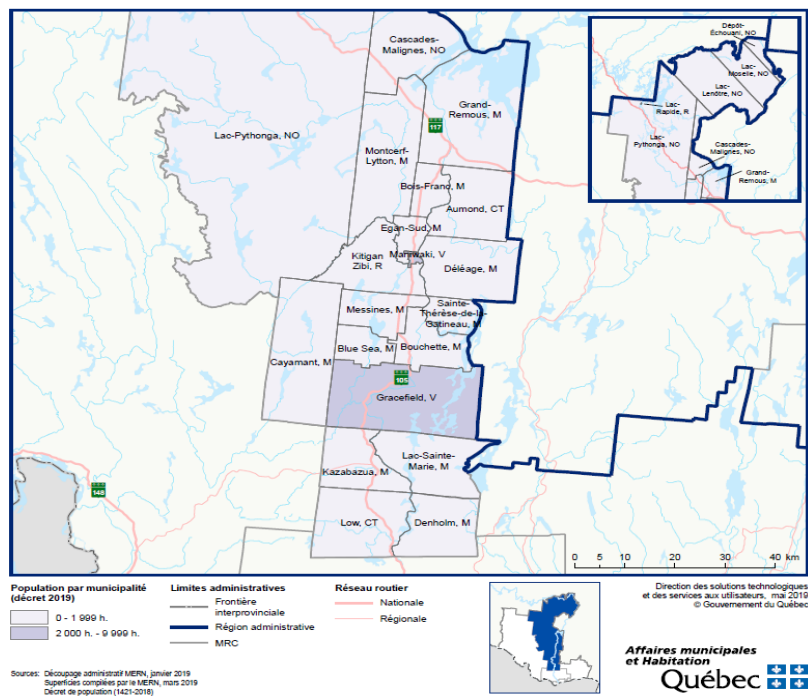 Cascades-
Malignes, NO
Grand-
Remous, M
117
Lac-Pythonga, NO
Montcerf-
Lytton, M
Bois-Franc, M
Aumond, CT
Egan-Sud, M
Maniwaki, V
Kitigan
Zibi, R
Déléage, M
Messines, M
Sainte-
Thérèse-de-la-
Gatineau, M
Blue Sea, M
Bouchette, M
Cayamant, M
105
Gracefield, V
Lac-Sainte-
Marie, M
Kazabazua, M
148
Low, CT
Denholm, M
0 5 10 20 30 40 km
Dépôt-
Échouani, NO
Lac-
Moselle, NO
Lac-
Lenôtre, NO
Lac-
Rapide, R
Lac-
Pythonga, NO
Cascades-
Malignes, NO
Grand-
Remous, M
Population par municipalité
(décret 2019)
0 - 1 999 h.
2 000 h. - 9 999 h.
Limites administratives
Frontière
interprovinciale
Région administrative
MRC
Réseau routier
Nationale
Régionale
Direction des solutions technologiques
et des services aux utilisateurs, mai 2019
© Gouvernement du Québec
Affaires municipales
et Habitation
Québec
Sources: Découpage administratif MERN, janvier 2019
Superficies compilées par le MERN, mars 2019
Décret de population (1421-2018)